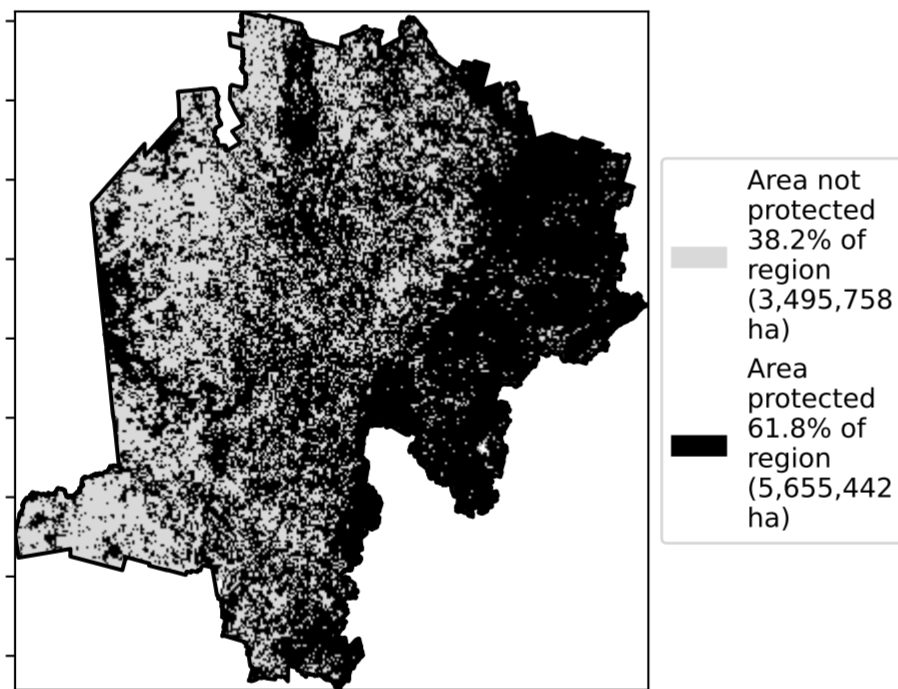 Area not
protected
38.2% of
region
(3,495,758
ha)
Area
protected
61.8% of
region
(5,655,442
ha)